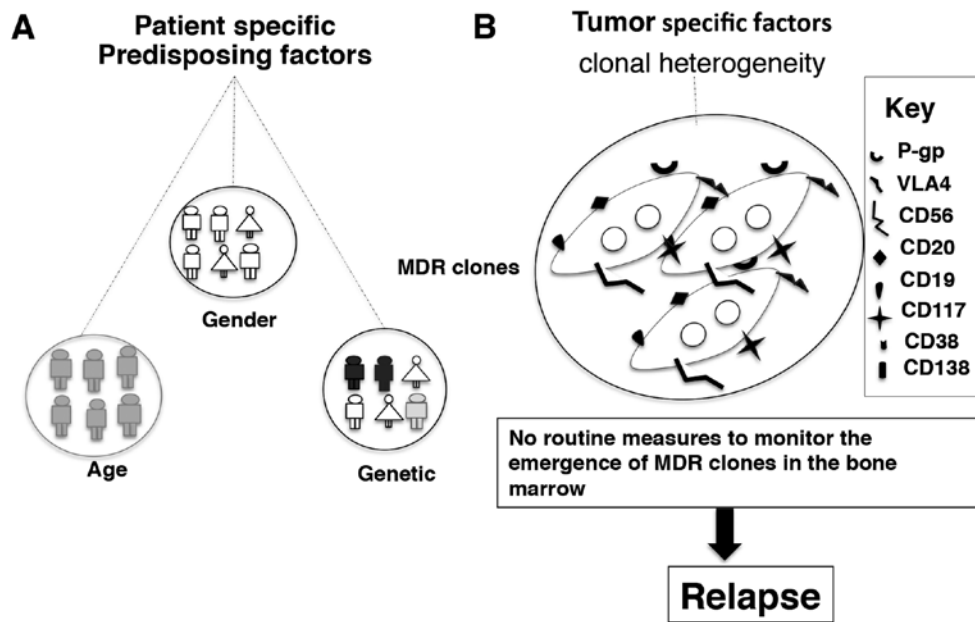 A
Patient specific
Predisposing factors
Gender
Age
Genetic
B
Tumor specific factors
clonal heterogeneity
MDR clones
Key
P-gp
VLA4
CD56
CD20
CD19
CD117
CD38
CD138
No routine measures to monitor the
emergence of MDR clones in the bone
marrow
Relapse